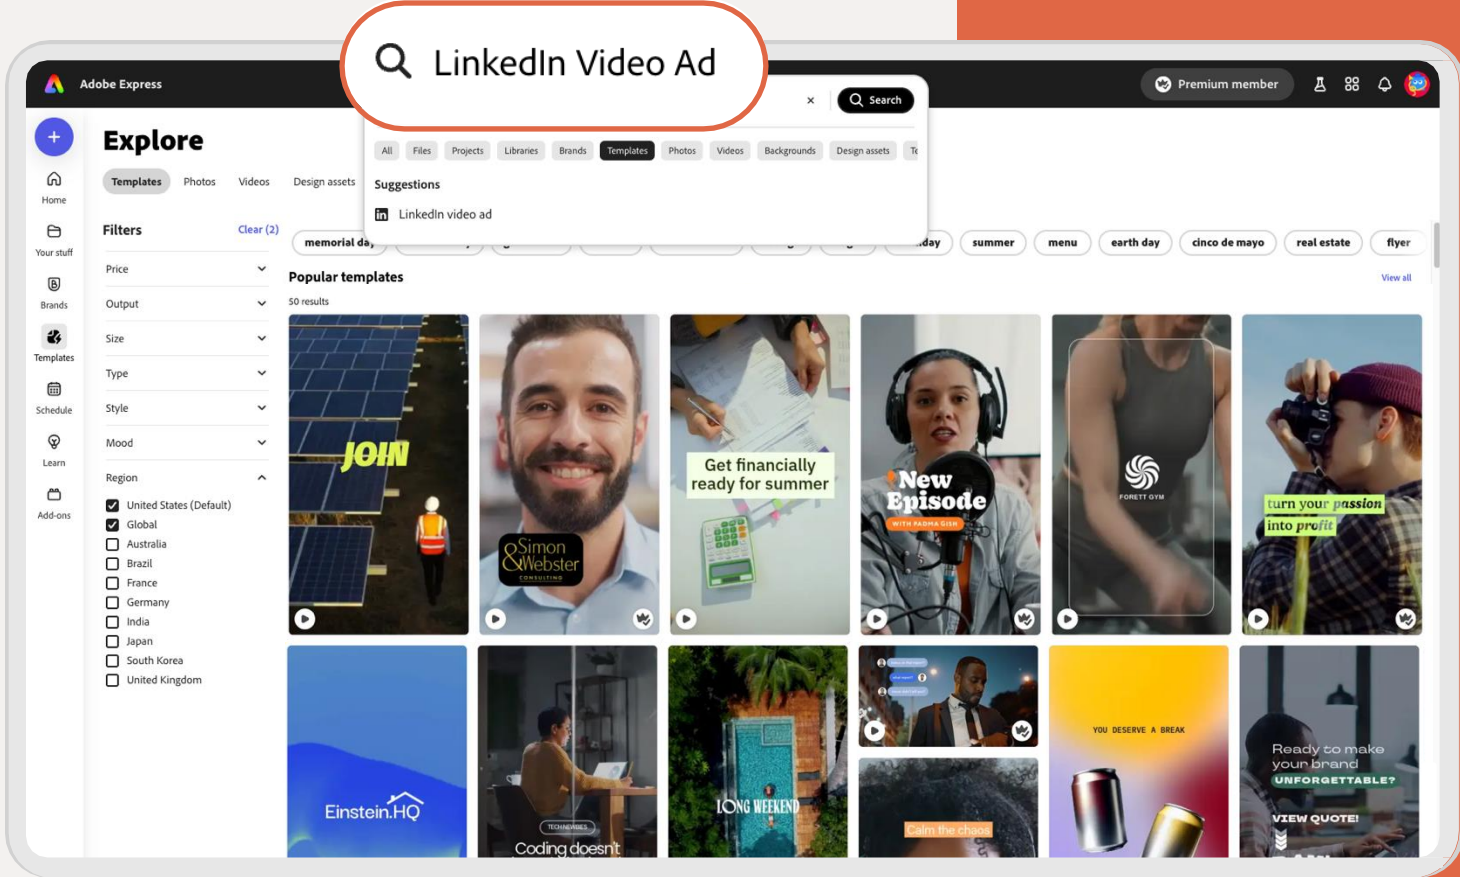 LinkedIn Video Ad
Adobe Express
Premium member
Search
Explore
All Files Projects Libraries Brands Templates Photos Videos Backgrounds Design assets
Templates Photos Videos Design assets
Suggestions
LinkedIn video ad
Home
Your stuff
Brands
Templates
Schedule
Learn
Add-ons
Filters Clear (2)
Price
Output
Size
Type
Style
Mood
Region
United States (Default)
Global
Australia
Brazil
France
Germany
India
Japan
South Korea
United Kingdom
memorial day summer menu earth day cinco de mayo real estate flyer
Popular templates
View all
50 results
JOIN
Simon
&Webster
CONSULTING
Get financially
ready for summer
New
Episode
WITH PADMA GISH
FORETT GYM
turn your passion
into profit
Einstein.HQ
TECHNEWBIES
Coding doesn't
LONG WEEKEND
Calm the chaos
YOU DESERVE A BREAK
Ready to make
your brand
UNFORGETTABLE?
VIEW QUOTE!